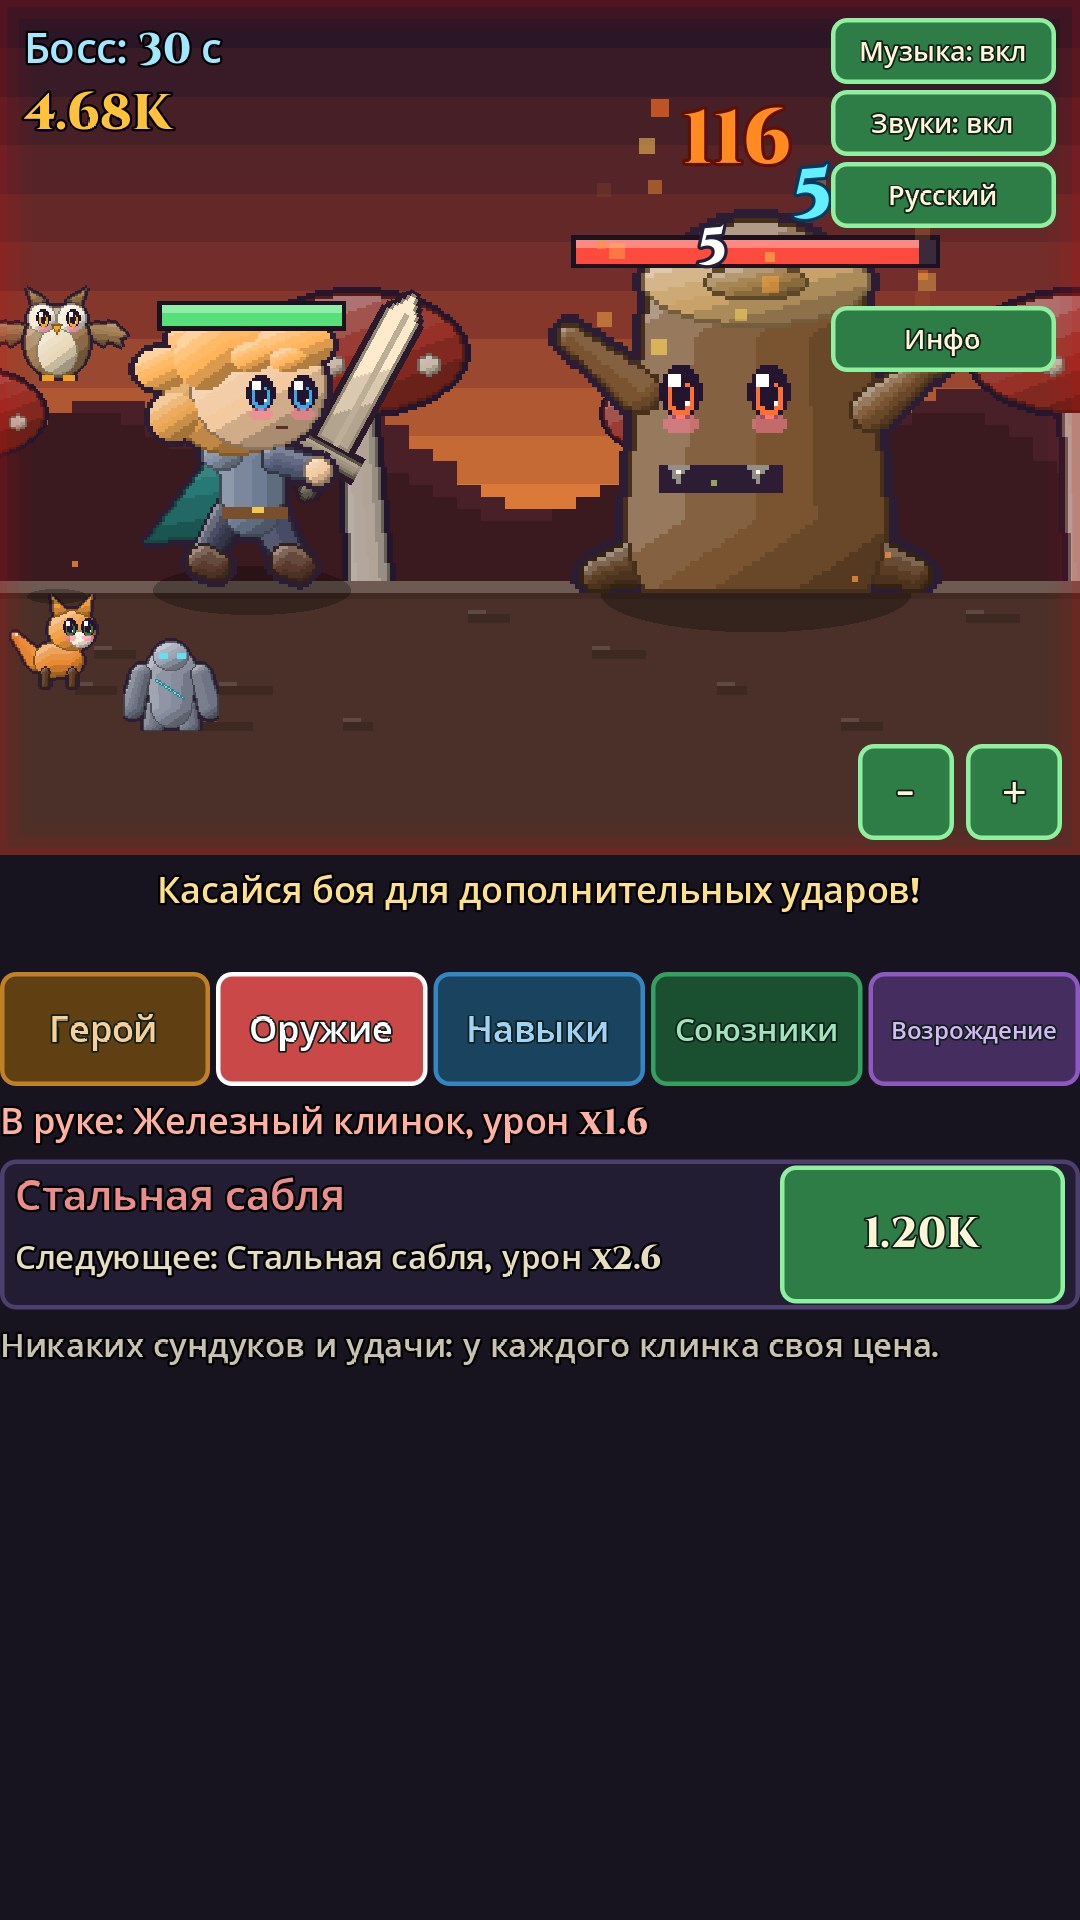 Босс: 30 с
4.68K
Музыка: вкл
Звуки: вкл
Русский
116
5
5
Инфо
-
+
Касайся боя для дополнительных ударов!
Герой
Оружие
Навыки
Союзники
Возрождение
В руке: Железный клинок, урон x1.6
Стальная сабля
Следующее: Стальная сабля, урон x2.6
1.20K
Никаких сундуков и удачи: у каждого клинка своя цена.